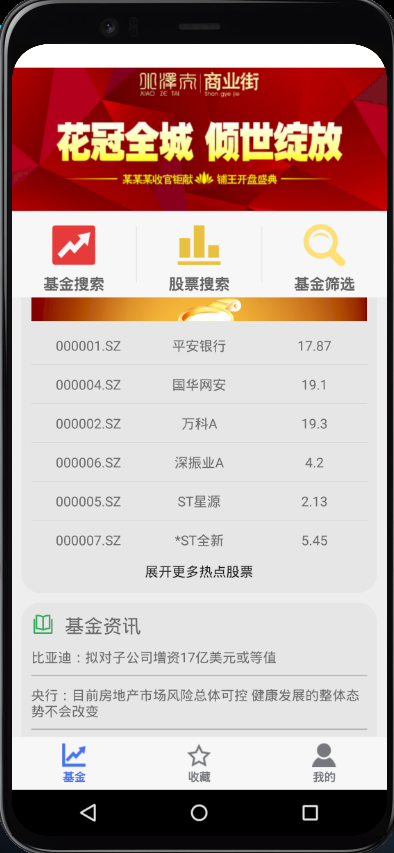 小澤太 商业街
XIAO ZE TAI Shang ye jie
花冠全城 倾世绽放
某某某收官钜献 铺王开盘盛典
基金搜索 股票搜索 基金筛选
000001.SZ 平安银行 17.87
000004.SZ 国华网安 19.1
000002.SZ 万科A 19.3
000006.SZ 深振业A 4.2
000005.SZ ST星源 2.13
000007.SZ *ST全新 5.45
展开更多热点股票
基金资讯
比亚迪：拟对子公司增资17亿美元或等值
央行：目前房地产市场风险总体可控 健康发展的整体态
势不会改变
基金 收藏 我的